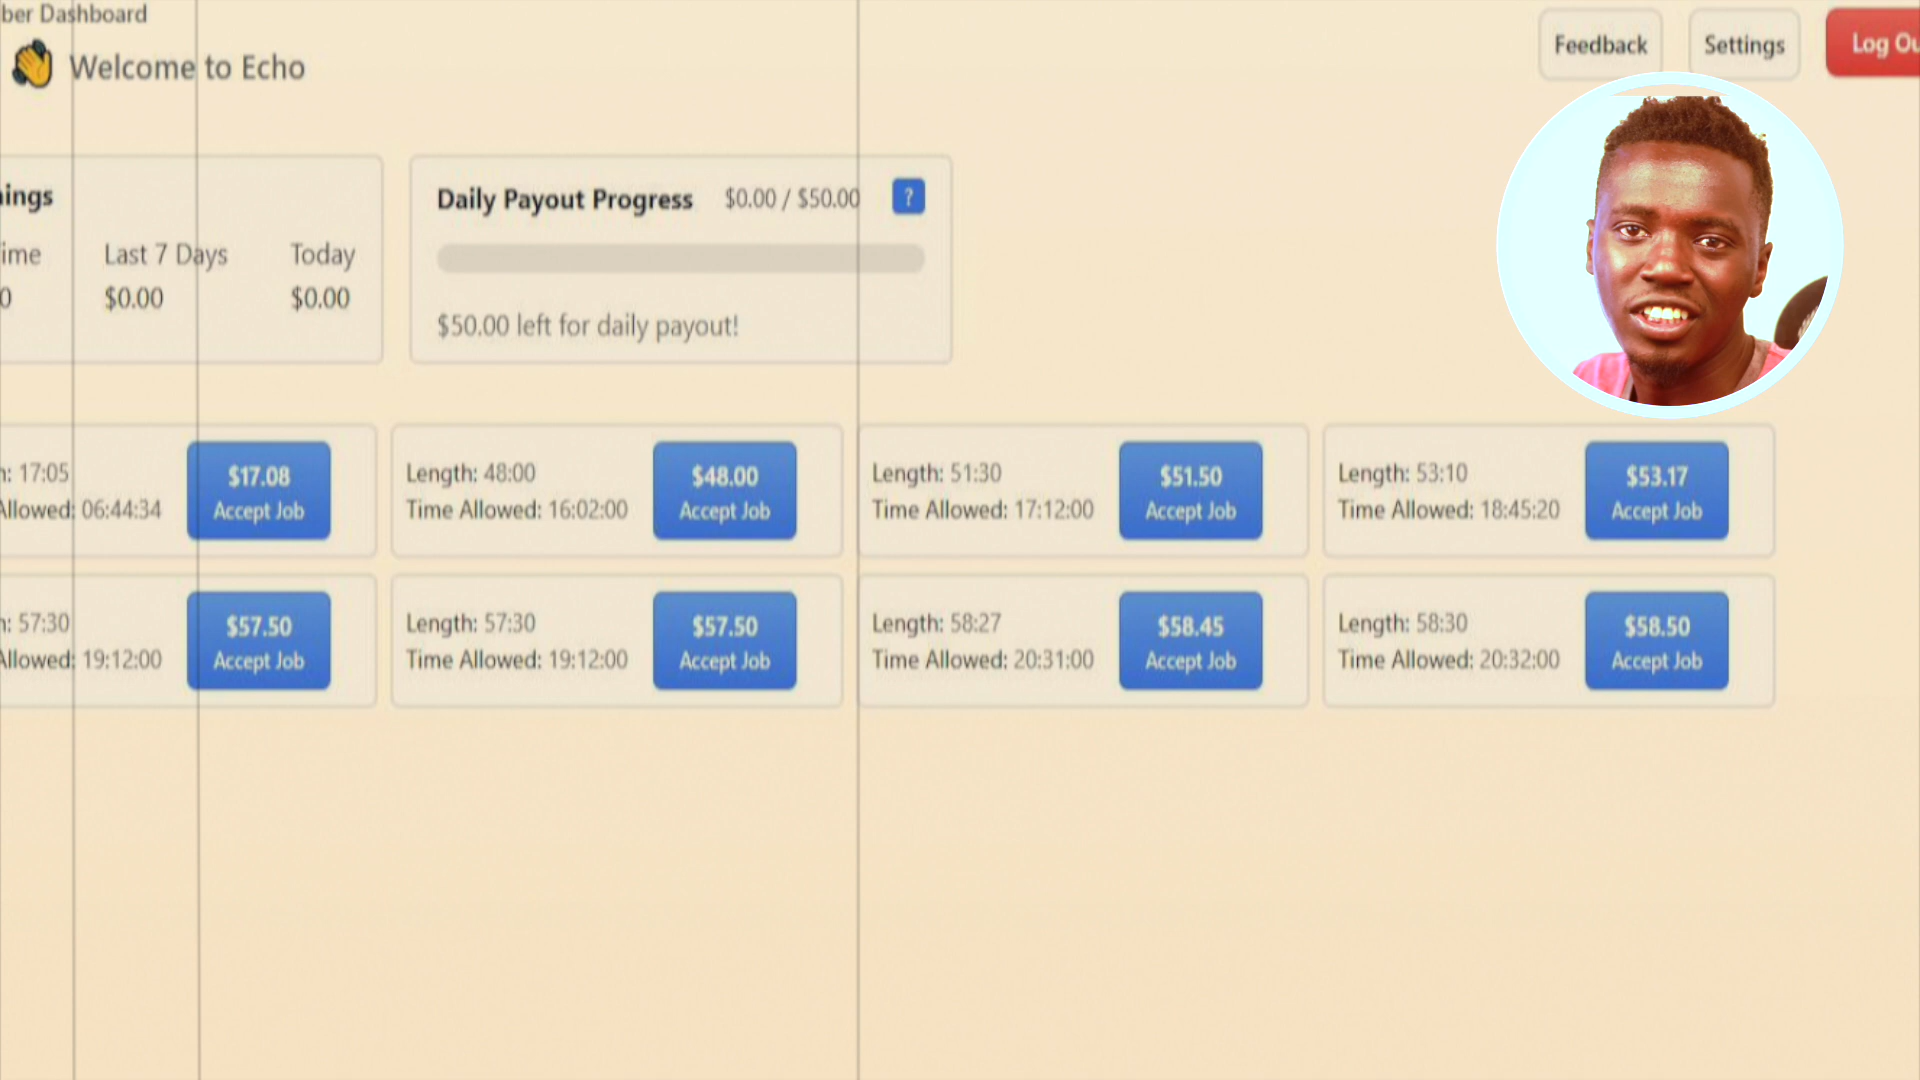 ber Dashboard
Welcome to Echo
Feedback
Settings
Log Ou
ings
ime
Last 7 Days
Today
0
$0.00
$0.00
Daily Payout Progress
$0.00 / $50.00
?
$50.00 left for daily payout!
h: 17:05
Allowed: 06:44:34
$17.08
Accept Job
Length: 48:00
Time Allowed: 16:02:00
$48.00
Accept Job
Length: 51:30
Time Allowed: 17:12:00
$51.50
Accept Job
Length: 53:10
Time Allowed: 18:45:20
$53.17
Accept Job
h: 57:30
Allowed: 19:12:00
$57.50
Accept Job
Length: 57:30
Time Allowed: 19:12:00
$57.50
Accept Job
Length: 58:27
Time Allowed: 20:31:00
$58.45
Accept Job
Length: 58:30
Time Allowed: 20:32:00
$58.50
Accept Job